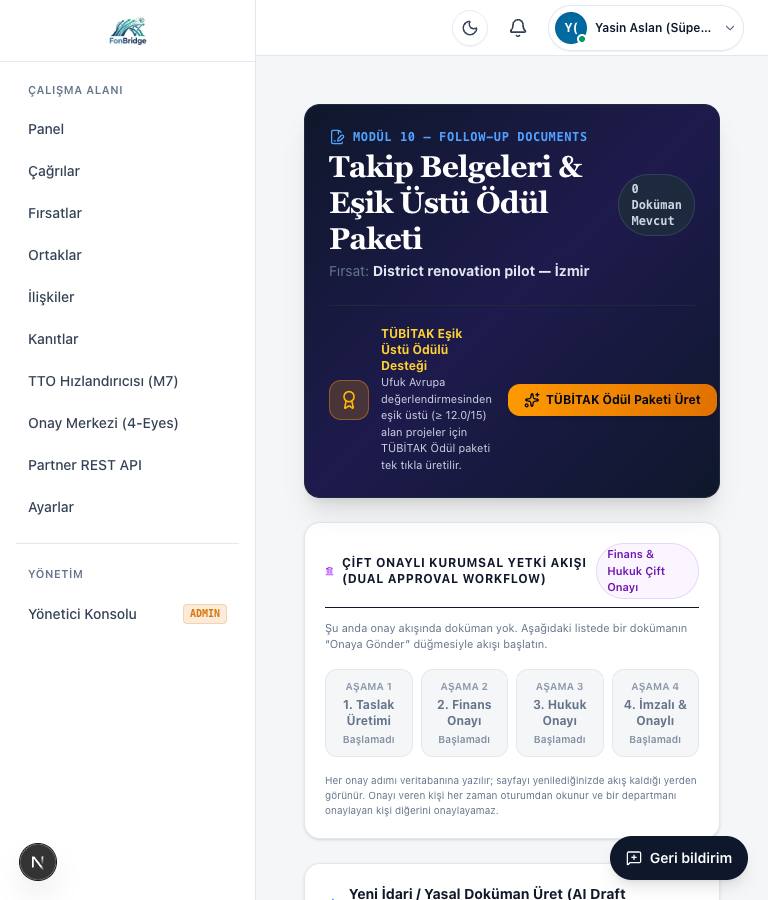 FonBridge
ÇALIŞMA ALANI
Panel
Çağrılar
Fırsatlar
Ortaklar
İlişkiler
Kanıtlar
TTO Hızlandırıcısı (M7)
Onay Merkezi (4-Eyes)
Partner REST API
Ayarlar
YÖNETİM
Yönetici Konsolu
ADMIN
N
Y(
Yasin Aslan (Süpe...
MODÜL 10 — FOLLOW-UP DOCUMENTS
Takip Belgeleri &
Eşik Üstü Ödül
Paketi
0
Doküman
Mevcut
Fırsat: District renovation pilot — İzmir
TÜBİTAK Eşik
Üstü Ödülü
Desteği
Ufuk Avrupa
değerlendirmesinden
eşik üstü (≥ 12.0/15)
alan projeler için
TÜBİTAK Ödül paketi
tek tıkla üretilir.
TÜBİTAK Ödül Paketi Üret
ÇİFT ONAYLI KURUMSAL YETKİ AKIŞI
(DUAL APPROVAL WORKFLOW)
Finans &
Hukuk Çift
Onayı
Şu anda onay akışında doküman yok. Aşağıdaki listede bir dokümanın
“Onaya Gönder” düğmesiyle akışı başlatın.
AŞAMA 1
1. Taslak
Üretimi
Başlamadı
AŞAMA 2
2. Finans
Onayı
Başlamadı
AŞAMA 3
3. Hukuk
Onayı
Başlamadı
AŞAMA 4
4. İmzalı &
Onaylı
Başlamadı
Her onay adımı veritabanına yazılır; sayfayı yenilediğinizde akış kaldığı yerden
görünür. Onayı veren kişi her zaman oturumdan okunur ve bir departmanı
onaylayan kişi diğerini onaylayamaz.
Geri bildirim
Yeni İdari / Yasal Doküman Üret (AI Draft